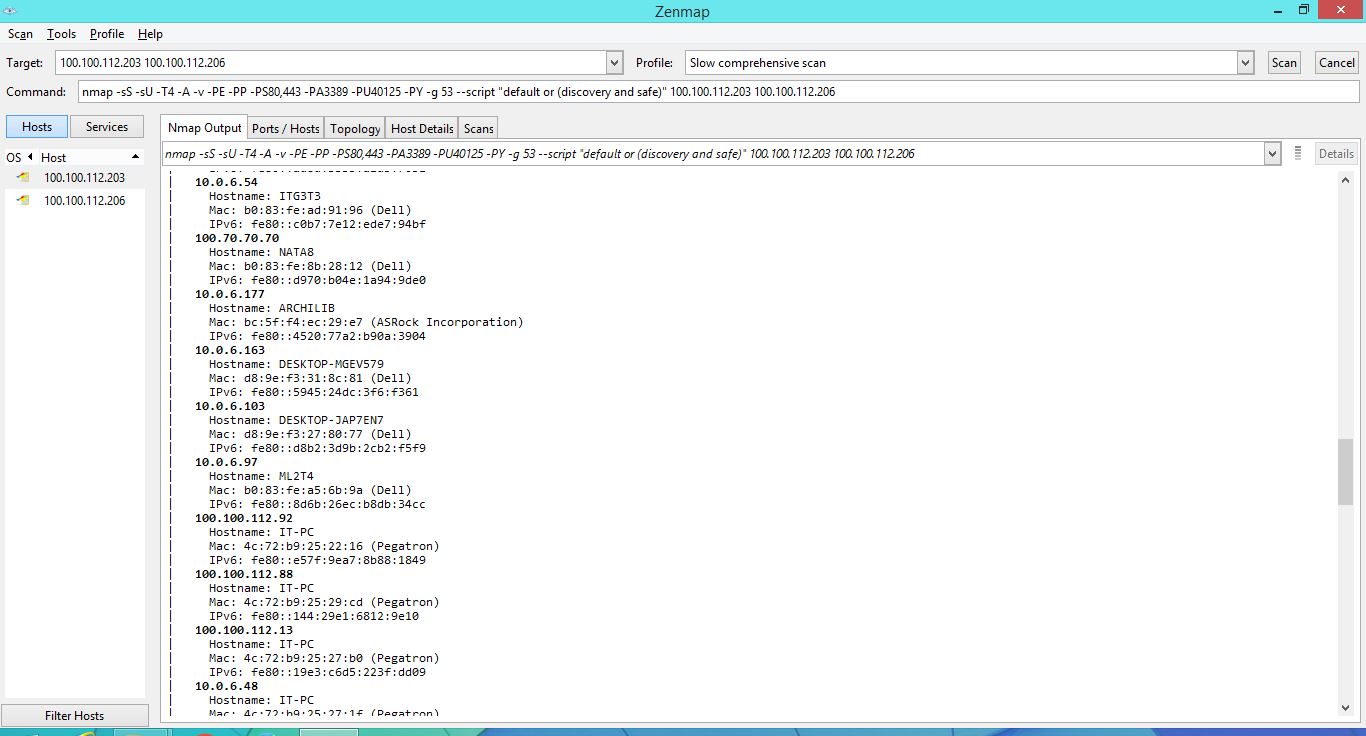 Zenmap
Scan Tools Profile Help
Target: 100.100.112.203 100.100.112.206 Profile: Slow comprehensive scan Scan Cancel
Command: nmap -sS -sU -T4 -A -v -PE -PP -PS80,443 -PA3389 -PU40125 -PY -g 53 --script "default or (discovery and safe)" 100.100.112.203 100.100.112.206
Hosts Services
Nmap Output Ports / Hosts Topology Host Details Scans
OS Host
100.100.112.203
100.100.112.206
Filter Hosts
nmap -sS -sU -T4 -A -v -PE -PP -PS80,443 -PA3389 -PU40125 -PY -g 53 --script "default or (discovery and safe)" 100.100.112.203 100.100.112.206 Details
| 10.0.6.54
| Hostname: ITG3T3
| Mac: b0:83:fe:ad:91:96 (Dell)
| IPv6: fe80::c0b7:7e12:ede7:94bf
| 100.70.70.70
| Hostname: NATA8
| Mac: b0:83:fe:8b:28:12 (Dell)
| IPv6: fe80::d970:b04e:1a94:9de0
| 10.0.6.177
| Hostname: ARCHILIB
| Mac: bc:5f:f4:ec:29:e7 (ASRock Incorporation)
| IPv6: fe80::4520:77a2:b90a:3904
| 10.0.6.163
| Hostname: DESKTOP-MGEV579
| Mac: d8:9e:f3:31:8c:81 (Dell)
| IPv6: fe80::5945:24dc:3f6:f361
| 10.0.6.103
| Hostname: DESKTOP-JAP7EN7
| Mac: d8:9e:f3:27:80:77 (Dell)
| IPv6: fe80::d8b2:3d9b:2cb2:f5f9
| 10.0.6.97
| Hostname: ML2T4
| Mac: b0:83:fe:a5:6b:9a (Dell)
| IPv6: fe80::8d6b:26ec:b8db:34cc
| 100.100.112.92
| Hostname: IT-PC
| Mac: 4c:72:b9:25:22:16 (Pegatron)
| IPv6: fe80::e57f:9ea7:8b88:1849
| 100.100.112.88
| Hostname: IT-PC
| Mac: 4c:72:b9:25:29:cd (Pegatron)
| IPv6: fe80::144:29e1:6812:9e10
| 100.100.112.13
| Hostname: IT-PC
| Mac: 4c:72:b9:25:27:b0 (Pegatron)
| IPv6: fe80::19e3:c6d5:223f:dd09
| 10.0.6.48
| Hostname: IT-PC
| Mac: 4c:72:b9:25:27:1f (Pegatron)